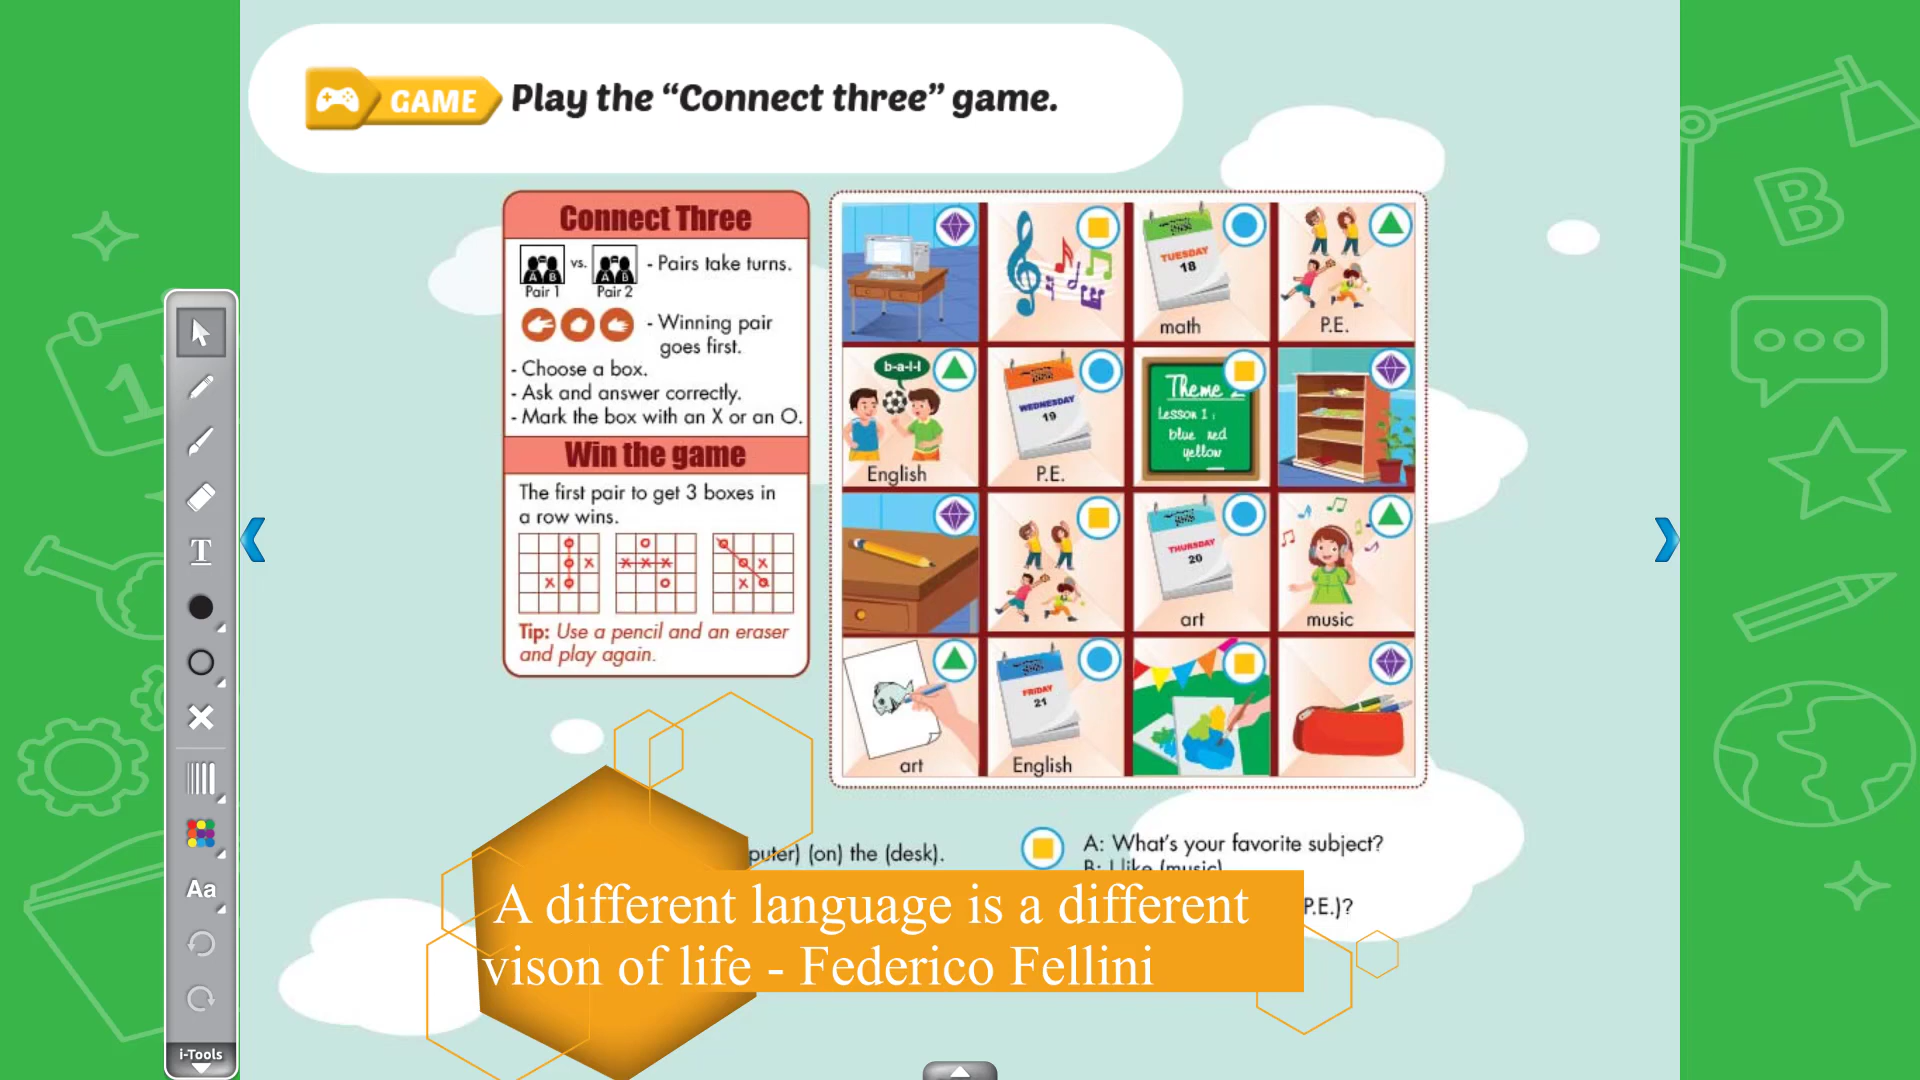 GAME Play the “Connect three” game.
Connect Three
A B vs. A B - Pairs take turns.
Pair 1 Pair 2
- Winning pair
goes first.
- Choose a box.
- Ask and answer correctly.
- Mark the box with an X or an O.
Win the game
The first pair to get 3 boxes in
a row wins.
Tip: Use a pencil and an eraser
and play again.
TUESDAY
18
math
P.E.
b-a-l-l
English
WEDNESDAY
19
P.E.
Theme
Lesson 1:
blue red
yellow
THURSDAY
20
art
music
art
FRIDAY
21
English
(on) the (desk).
A: What's your favorite subject?
B: I like (music).
P.E.)?
A different language is a different
vison of life - Federico Fellini
T
Aa
i-Tools
B
1